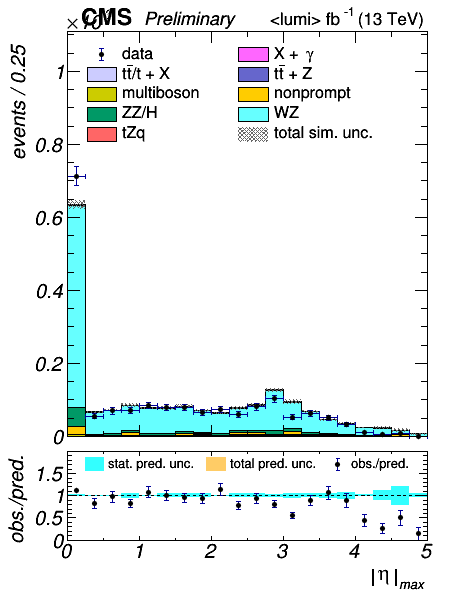 CMS Preliminary <lumi> fb⁻¹ (13 TeV)
events / 0.25
data
tt̄/t + X
multiboson
ZZ/H
tZ̄q
X + γ
tt̄ + Z
nonprompt
WZ
total sim. unc.
1
0.8
0.6
0.4
0.2
0
obs./pred.
stat. pred. unc. total pred. unc. obs./pred.
1.5
1
0.5
0
0 1 2 3 4 5
|η|max